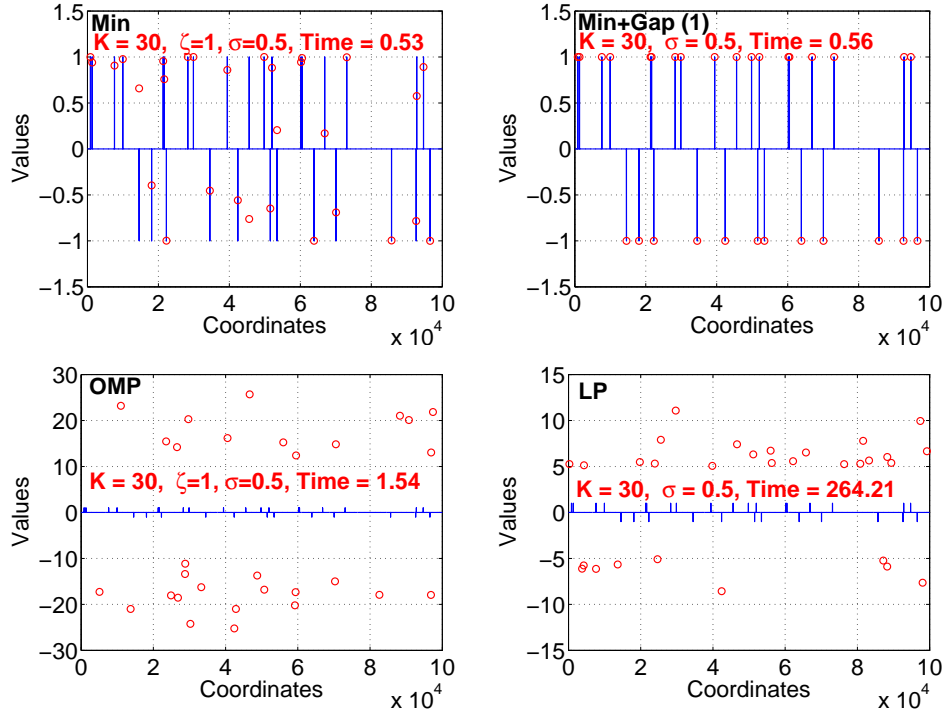 Min
K = 30, ζ=1, σ=0.5, Time = 0.53
1.5
1
0.5
0
−0.5
−1
−1.5
Values
0 2 4 6 8 10
Coordinates
x 10^4
Min+Gap (1)
K = 30, σ = 0.5, Time = 0.56
1.5
1
0.5
0
−0.5
−1
−1.5
Values
0 2 4 6 8 10
Coordinates
x 10^4
OMP
K = 30, ζ=1, σ=0.5, Time = 1.54
30
20
10
0
−10
−20
−30
Values
0 2 4 6 8 10
Coordinates
x 10^4
LP
K = 30, σ = 0.5, Time = 264.21
15
10
5
0
−5
−10
−15
Values
0 2 4 6 8 10
Coordinates
x 10^4